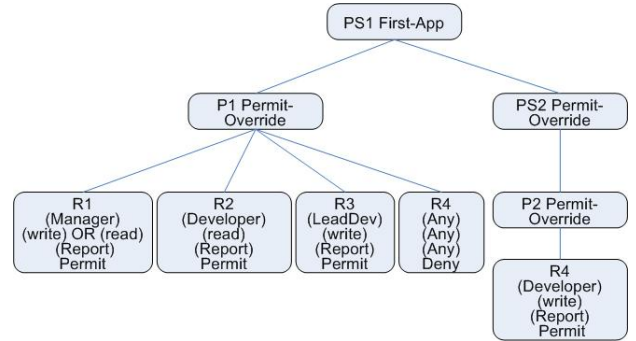 PS1 First-App
P1 Permit-
Override
PS2 Permit-
Override
R1
(Manager)
(write) OR (read)
(Report)
Permit
R2
(Developer)
(read)
(Report)
Permit
R3
(LeadDev)
(write)
(Report)
Permit
R4
(Any)
(Any)
(Any)
Deny
P2 Permit-
Override
R4
(Developer)
(write)
(Report)
Permit